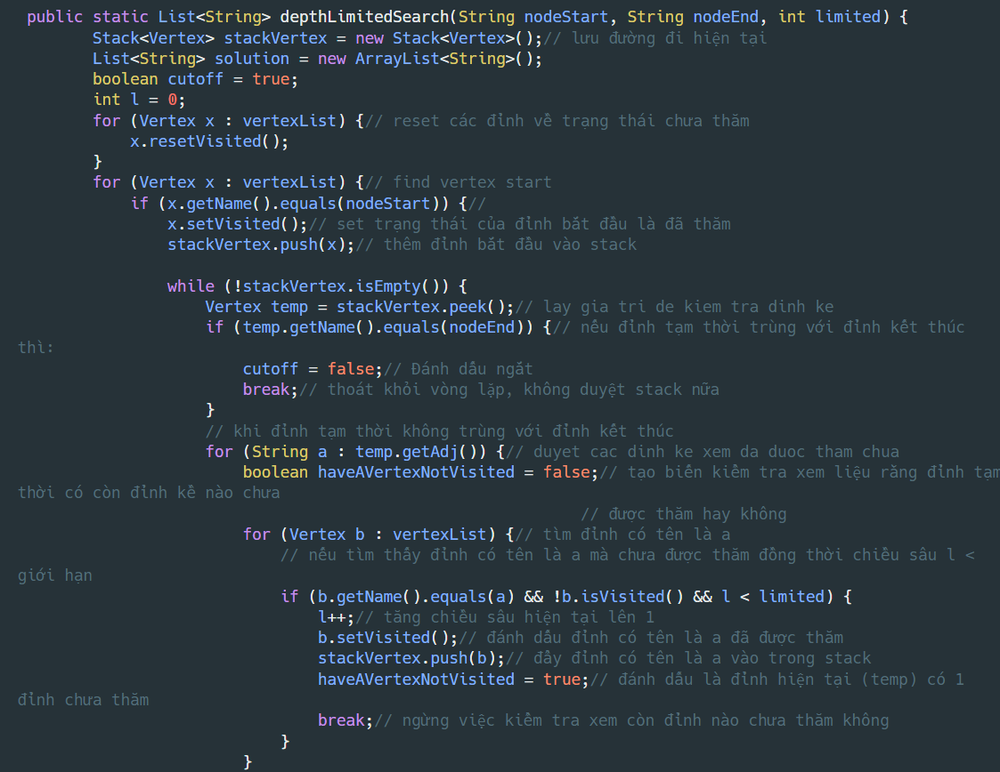 public static List<String> depthLimitedSearch(String nodeStart, String nodeEnd, int limited) {
Stack<Vertex> stackVertex = new Stack<Vertex>();// lưu đường đi hiện tại
List<String> solution = new ArrayList<String>();
boolean cutoff = true;
int l = 0;
for (Vertex x : vertexList) {// reset các đỉnh về trạng thái chưa thăm
x.resetVisited();
}
for (Vertex x : vertexList) {// find vertex start
if (x.getName().equals(nodeStart)) {//
x.setVisited();// set trạng thái của đỉnh bắt đầu là đã thăm
stackVertex.push(x);// thêm đỉnh bắt đầu vào stack
while (!stackVertex.isEmpty()) {
Vertex temp = stackVertex.peek();// lay gia tri de kiem tra dinh ke
if (temp.getName().equals(nodeEnd)) {// nếu đỉnh tạm thời trùng với đỉnh kết thúc
thì:
cutoff = false;// Đánh dấu ngắt
break;// thoát khỏi vòng lặp, không duyệt stack nữa
}
// khi đỉnh tạm thời không trùng với đỉnh kết thúc
for (String a : temp.getAdj()) {// duyet cac dinh ke xem da duoc tham chua
boolean haveAVertexNotVisited = false;// tạo biến kiểm tra xem liệu rằng đỉnh tạm
thời có còn đỉnh kề nào chưa
// được thăm hay không
for (Vertex b : vertexList) {// tìm đỉnh có tên là a
// nếu tìm thấy đỉnh có tên là a mà chưa được thăm đồng thời chiều sâu l <
giới hạn
if (b.getName().equals(a) && !b.isVisited() && l < limited) {
l++;// tăng chiều sâu hiện tại lên 1
b.setVisited();// đánh dấu đỉnh có tên là a đã được thăm
stackVertex.push(b);// đẩy đỉnh có tên là a vào trong stack
haveAVertexNotVisited = true;// đánh dấu là đỉnh hiện tại (temp) có 1
đỉnh chưa thăm
break;// ngừng việc kiểm tra xem còn đỉnh nào chưa thăm không
}
}